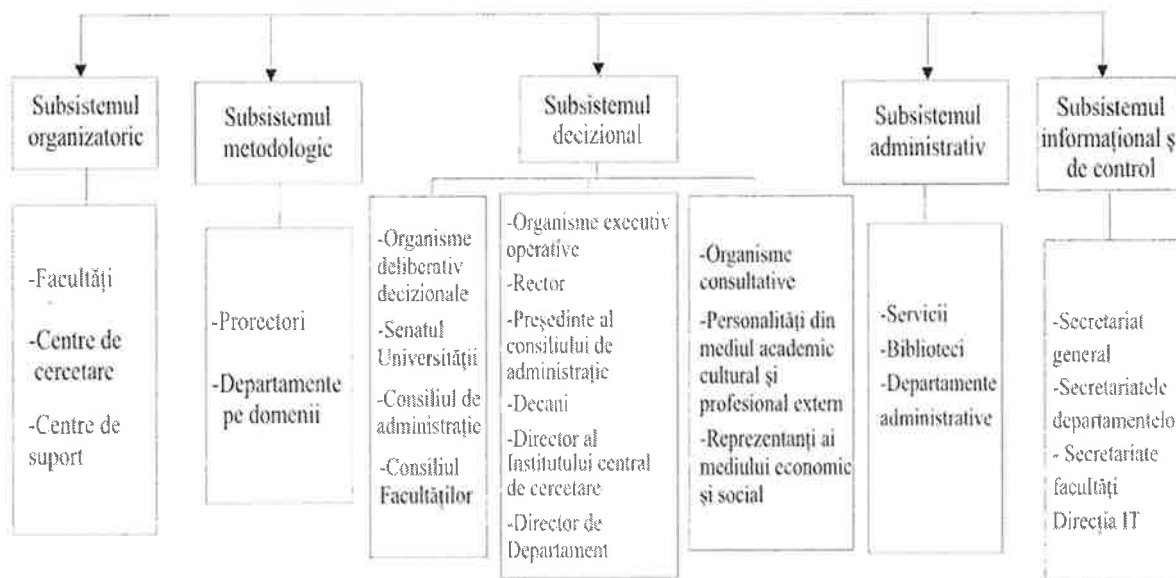 Subsistemul
organizatoric
-Facultăți
-Centre de
cercetare
-Centre de
suport
Subsistemul
metodologic
-Prorectori
-Departamente
pe domenii
Subsistemul
decizional
-Organisme
deliberativ
decizionale
-Senatul
Universității
-Consiliul de
administrație
-Consiliul
Facultăților
-Organisme executiv
operative
-Rector
-Președinte al
consiliului de
administrație
-Decani
-Director al
Institutului central
de cercetare
-Director de
Departament
-Organisme
consultative
-Personalități din
mediul academic
cultural și
profesional extern
-Reprezentanți ai
mediului economic
și social
Subsistemul
administrativ
-Servicii
-Biblioteci
-Departamente
administrative
Subsistemul
informațional ș
de control
-Secretariat
general
-Secretariatele
departamentelo
- Secretariate
facultăți
Direcția IT